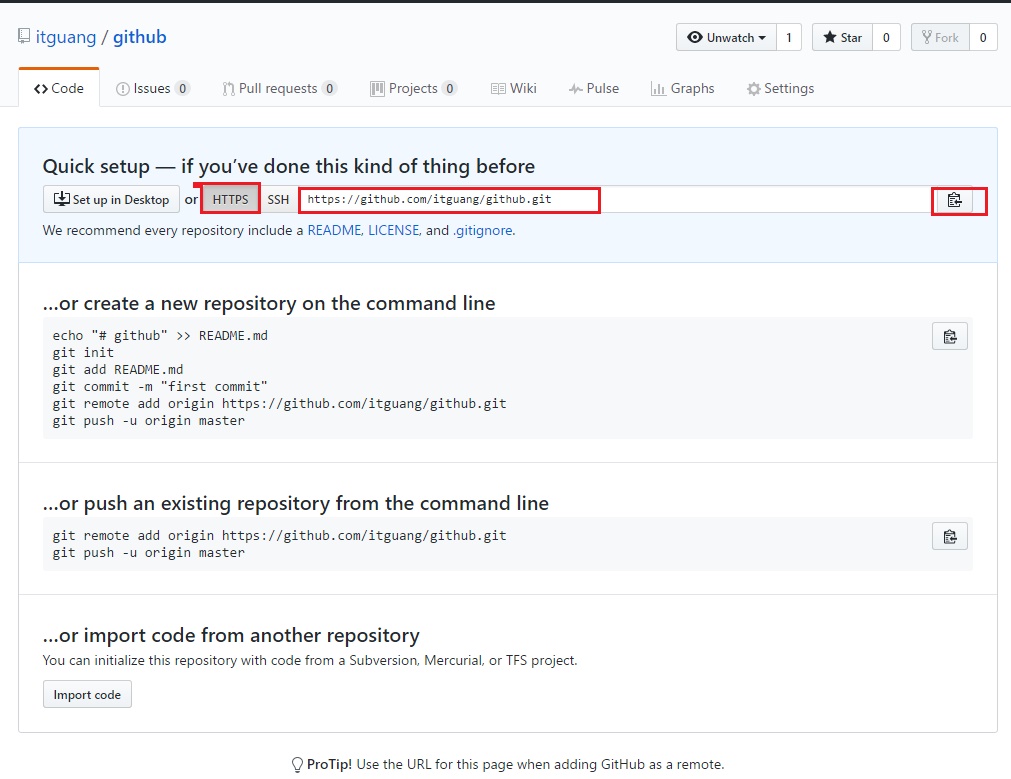 itguang / github
Unwatch 1 Star 0 Fork 0
Code Issues 0 Pull requests 0 Projects 0 Wiki Pulse Graphs Settings
Quick setup — if you’ve done this kind of thing before
Set up in Desktop or HTTPS SSH https://github.com/itguang/github.git
We recommend every repository include a README, LICENSE, and .gitignore.
…or create a new repository on the command line
echo "# github" >> README.md
git init
git add README.md
git commit -m "first commit"
git remote add origin https://github.com/itguang/github.git
git push -u origin master
…or push an existing repository from the command line
git remote add origin https://github.com/itguang/github.git
git push -u origin master
…or import code from another repository
You can initialize this repository with code from a Subversion, Mercurial, or TFS project.
Import code
ProTip! Use the URL for this page when adding GitHub as a remote.